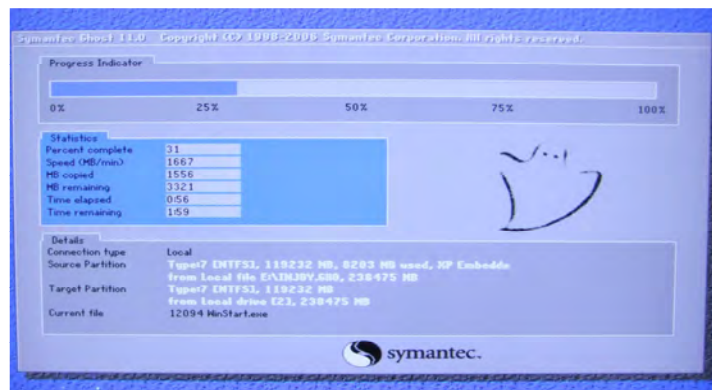 Symantec Ghost 11.0 Copyright (C) 1998-2006 Symantec Corporation. All rights reserved.
Progress Indicator
0% 25% 50% 75% 100%
Statistics
Percent complete 31
Speed (MB/min) 1667
MB copied 1556
MB remaining 3321
Time elapsed 0:56
Time remaining 1:59
Details
Connection type Local
Source Partition Type:7 [NTFS], 119232 MB, 8203 MB used, XP Embedde
from Local file E:\INJOY.680, 238475 MB
Target Partition Type:7 [NTFS], 119232 MB
from Local drive [2], 238475 MB
Current file 12094 WinStart.exe
symantec.